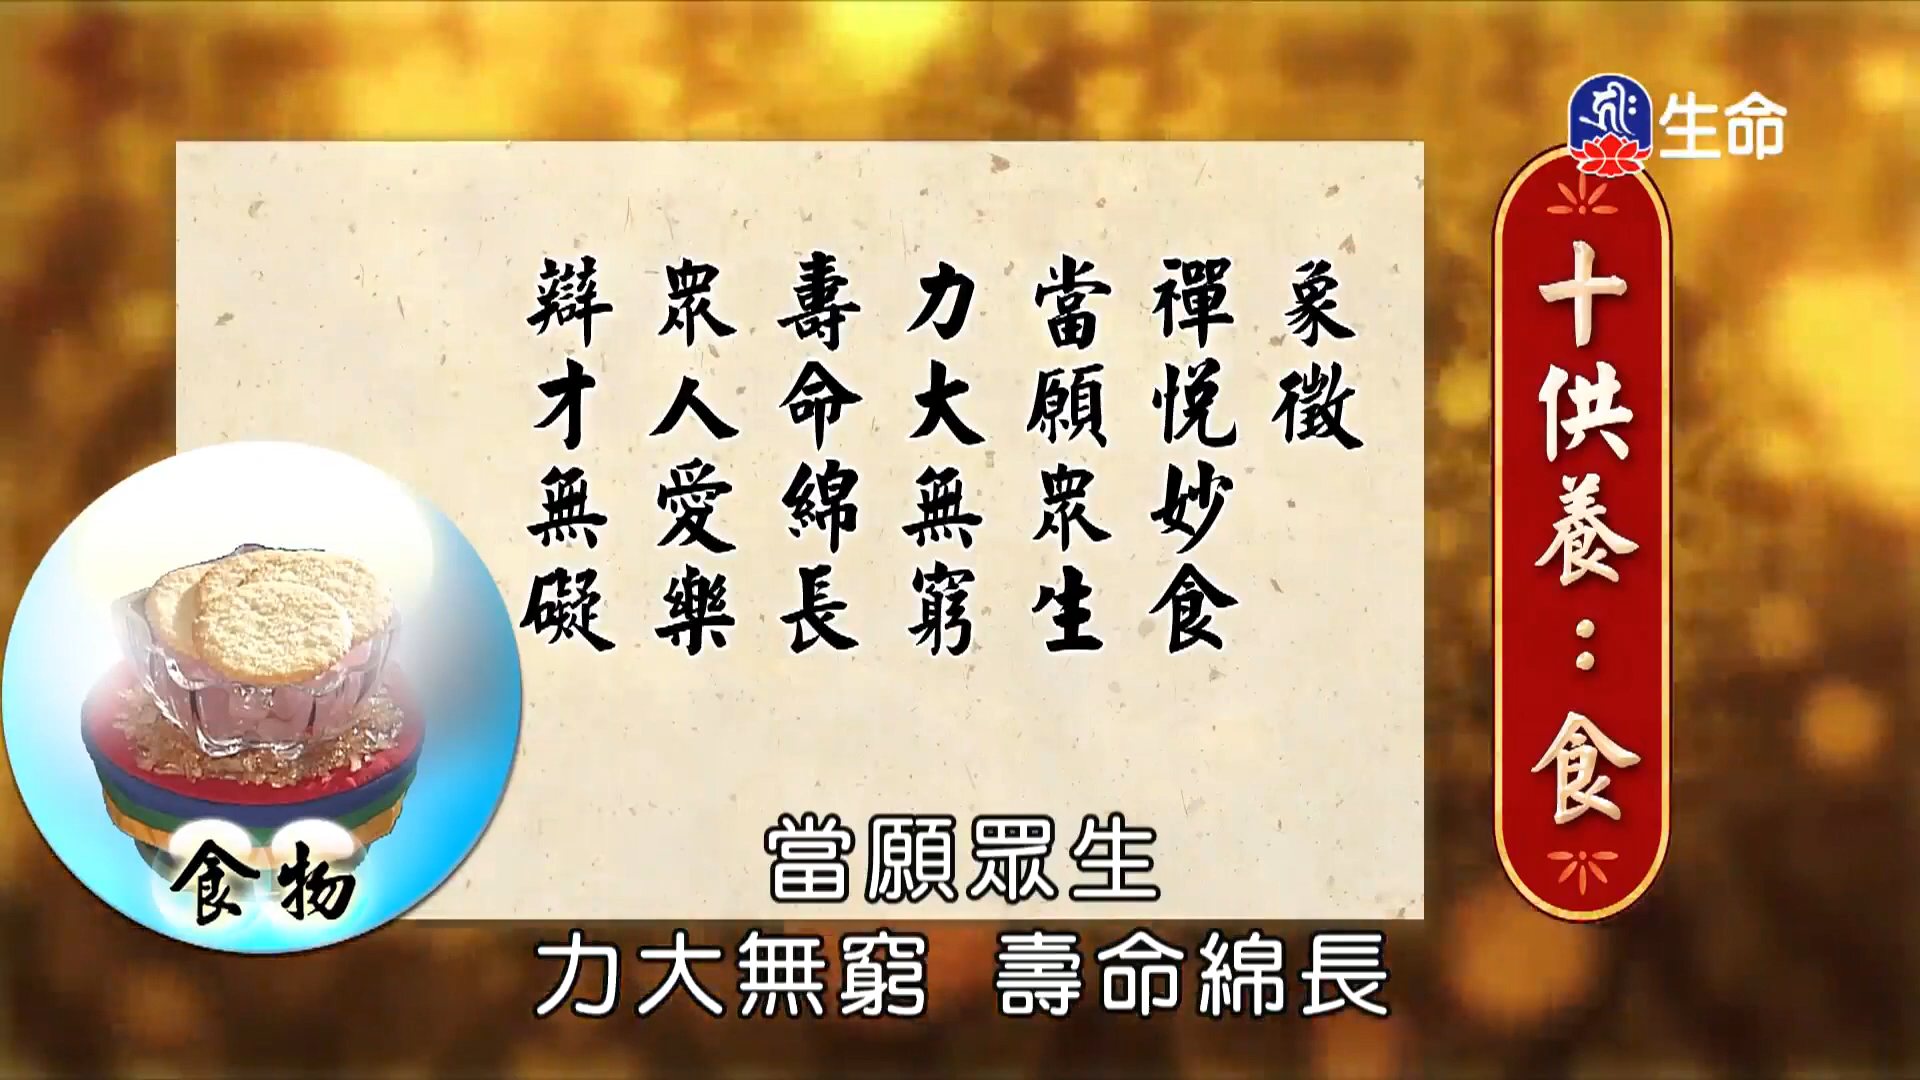 生命
十供養：食
象徵
禪悅妙食
當願眾生
力大無窮
壽命綿長
眾人愛樂
辯才無礙
食物
當願眾生
力大無窮 壽命綿長